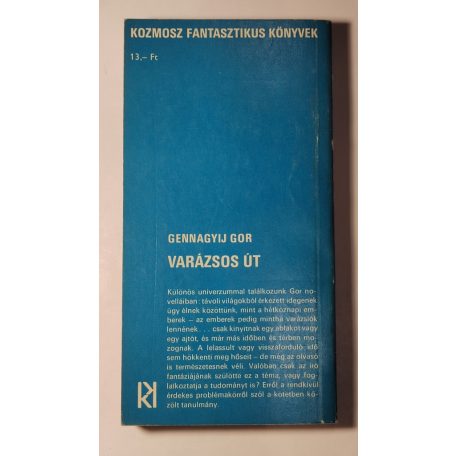 KOZMOSZ FANTASZTIKUS KÖNYVEK
13,– Ft
GENNAGYIJ GOR
VARÁZSOS ÚT
Különös univerzummal találkozunk Gor no-
velláiban: távoli világokból érkezett idegenek
úgy élnek közöttünk, mint a hétköznapi em-
berek – az emberek pedig mintha varázslók
lennének . . . csak kinyitnak egy ablakot vagy
egy ajtót, és már más időben és térben mo-
zognak. A lelassult vagy visszaforduló idő
sem hökkenti meg hőseit – de még az olvasó
is természetesnek véli. Valóban csak az író
fantáziájának szülötte ez a téma, vagy fog-
lalkoztatja a tudományt is? Erről a rendkívül
érdekes problémakörről szól a kötetben kö-
zölt tanulmány.